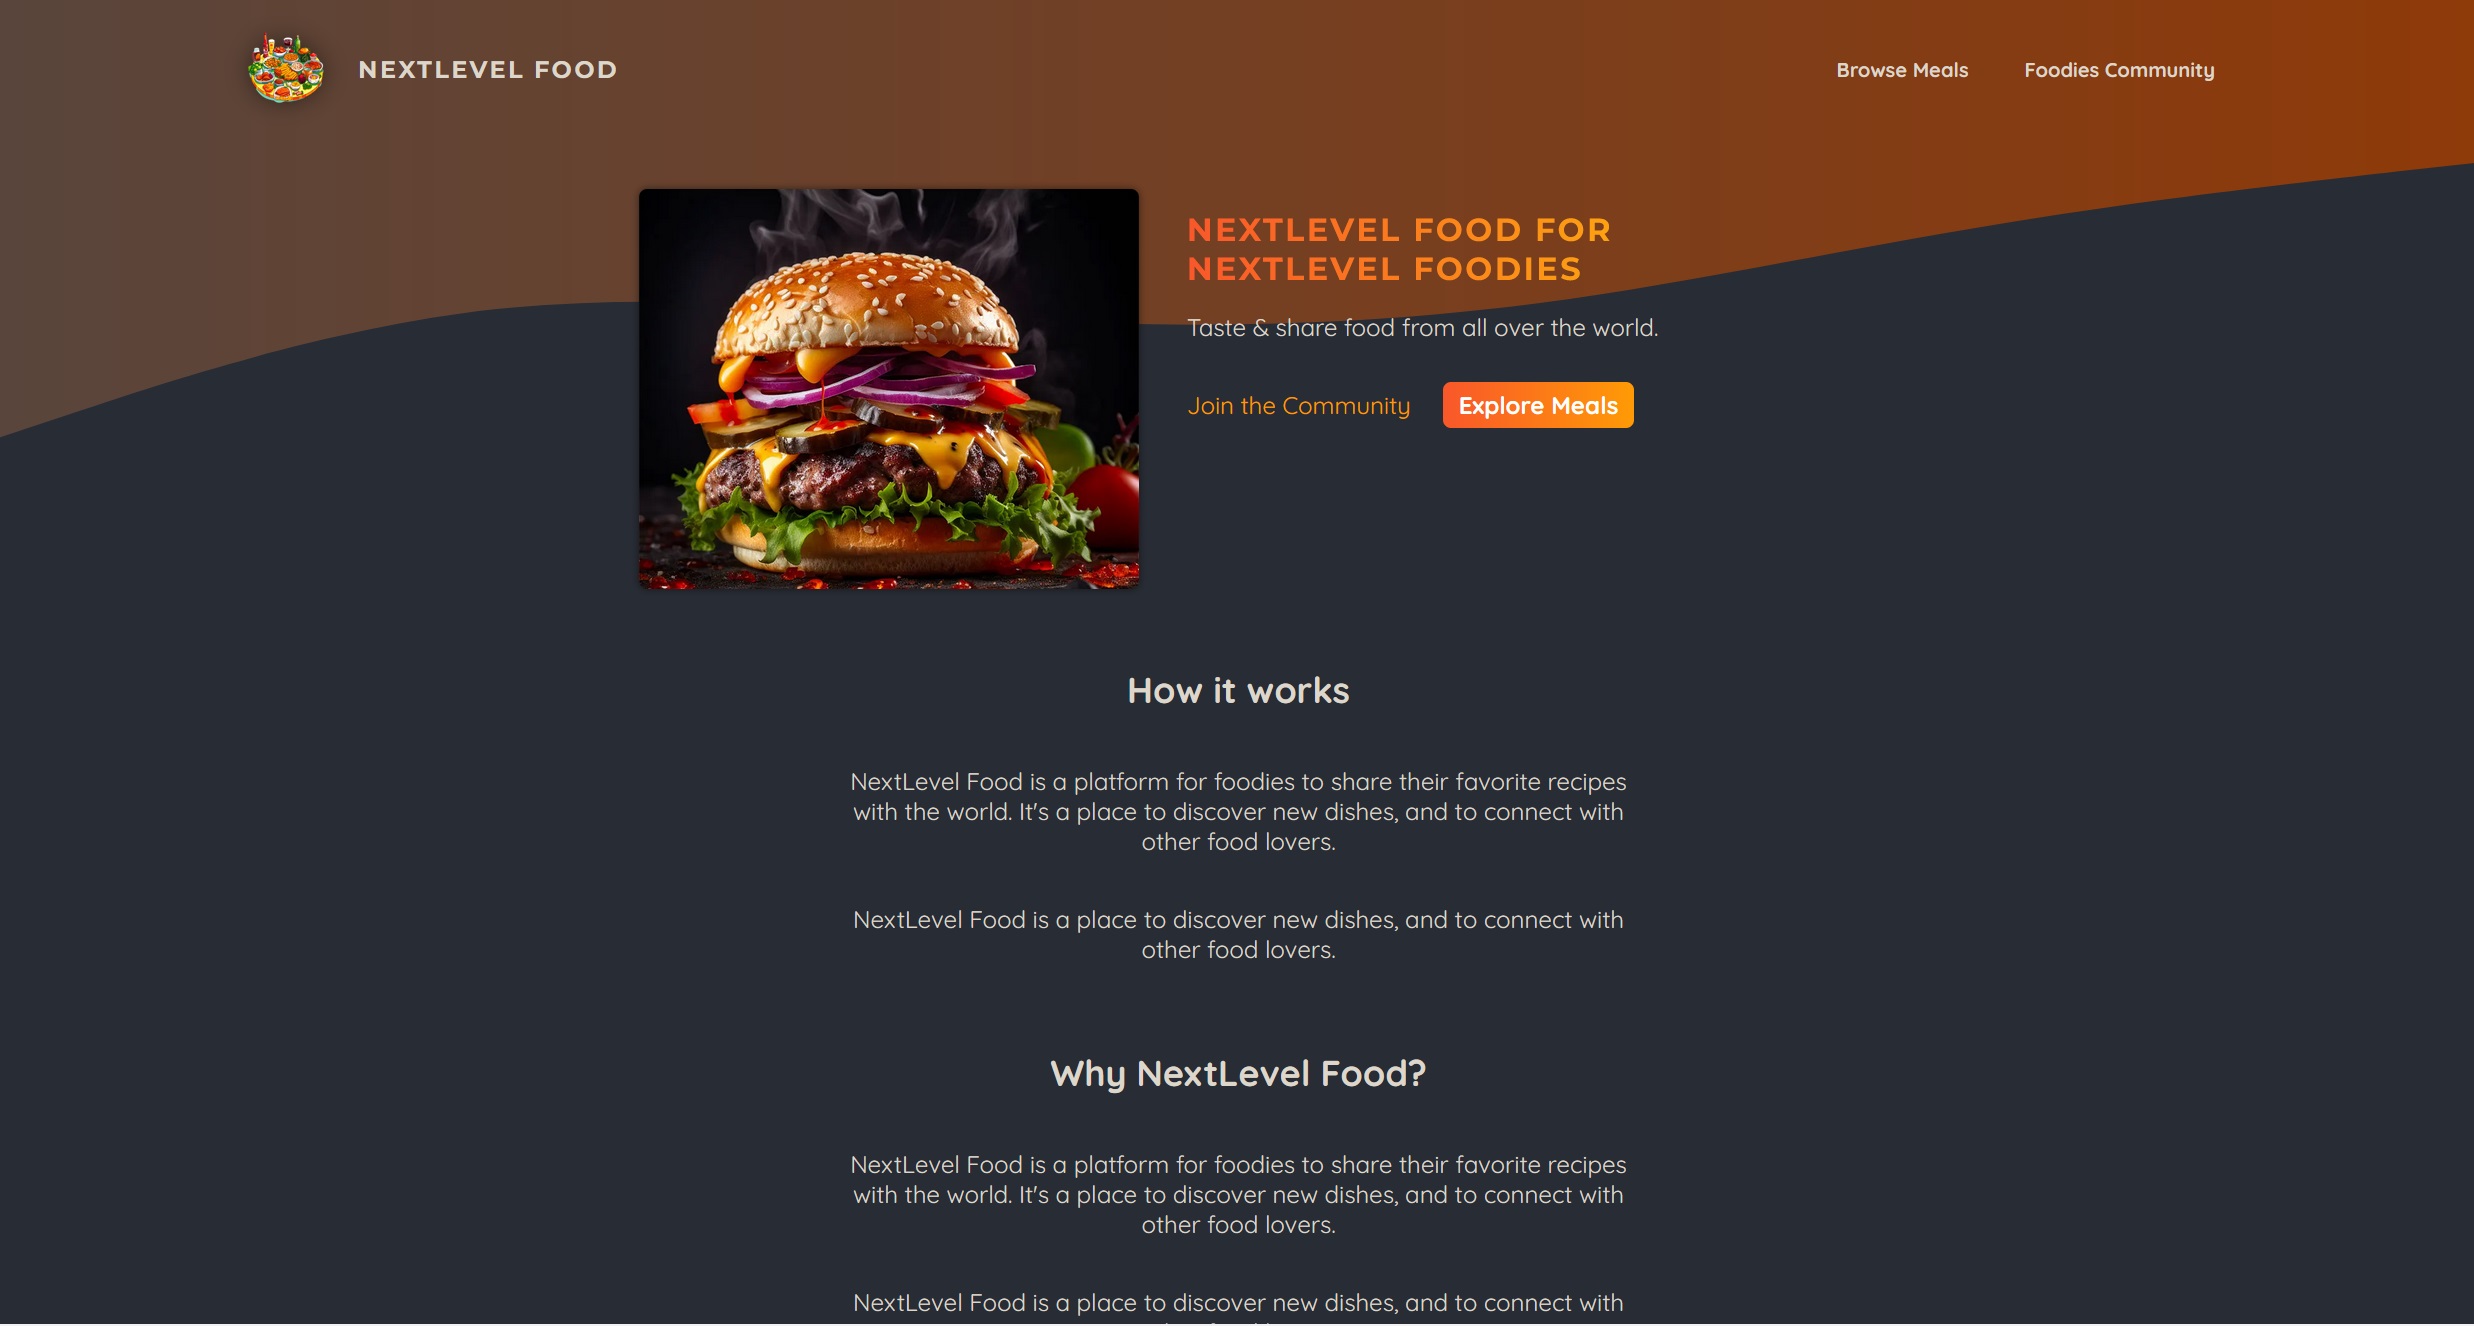 NEXTLEVEL FOOD
Browse Meals
Foodies Community
NEXTLEVEL FOOD FOR
NEXTLEVEL FOODIES
Taste & share food from all over the world.
Join the Community
Explore Meals
How it works
NextLevel Food is a platform for foodies to share their favorite recipes
with the world. It's a place to discover new dishes, and to connect with
other food lovers.
NextLevel Food is a place to discover new dishes, and to connect with
other food lovers.
Why NextLevel Food?
NextLevel Food is a platform for foodies to share their favorite recipes
with the world. It's a place to discover new dishes, and to connect with
other food lovers.
NextLevel Food is a place to discover new dishes, and to connect with